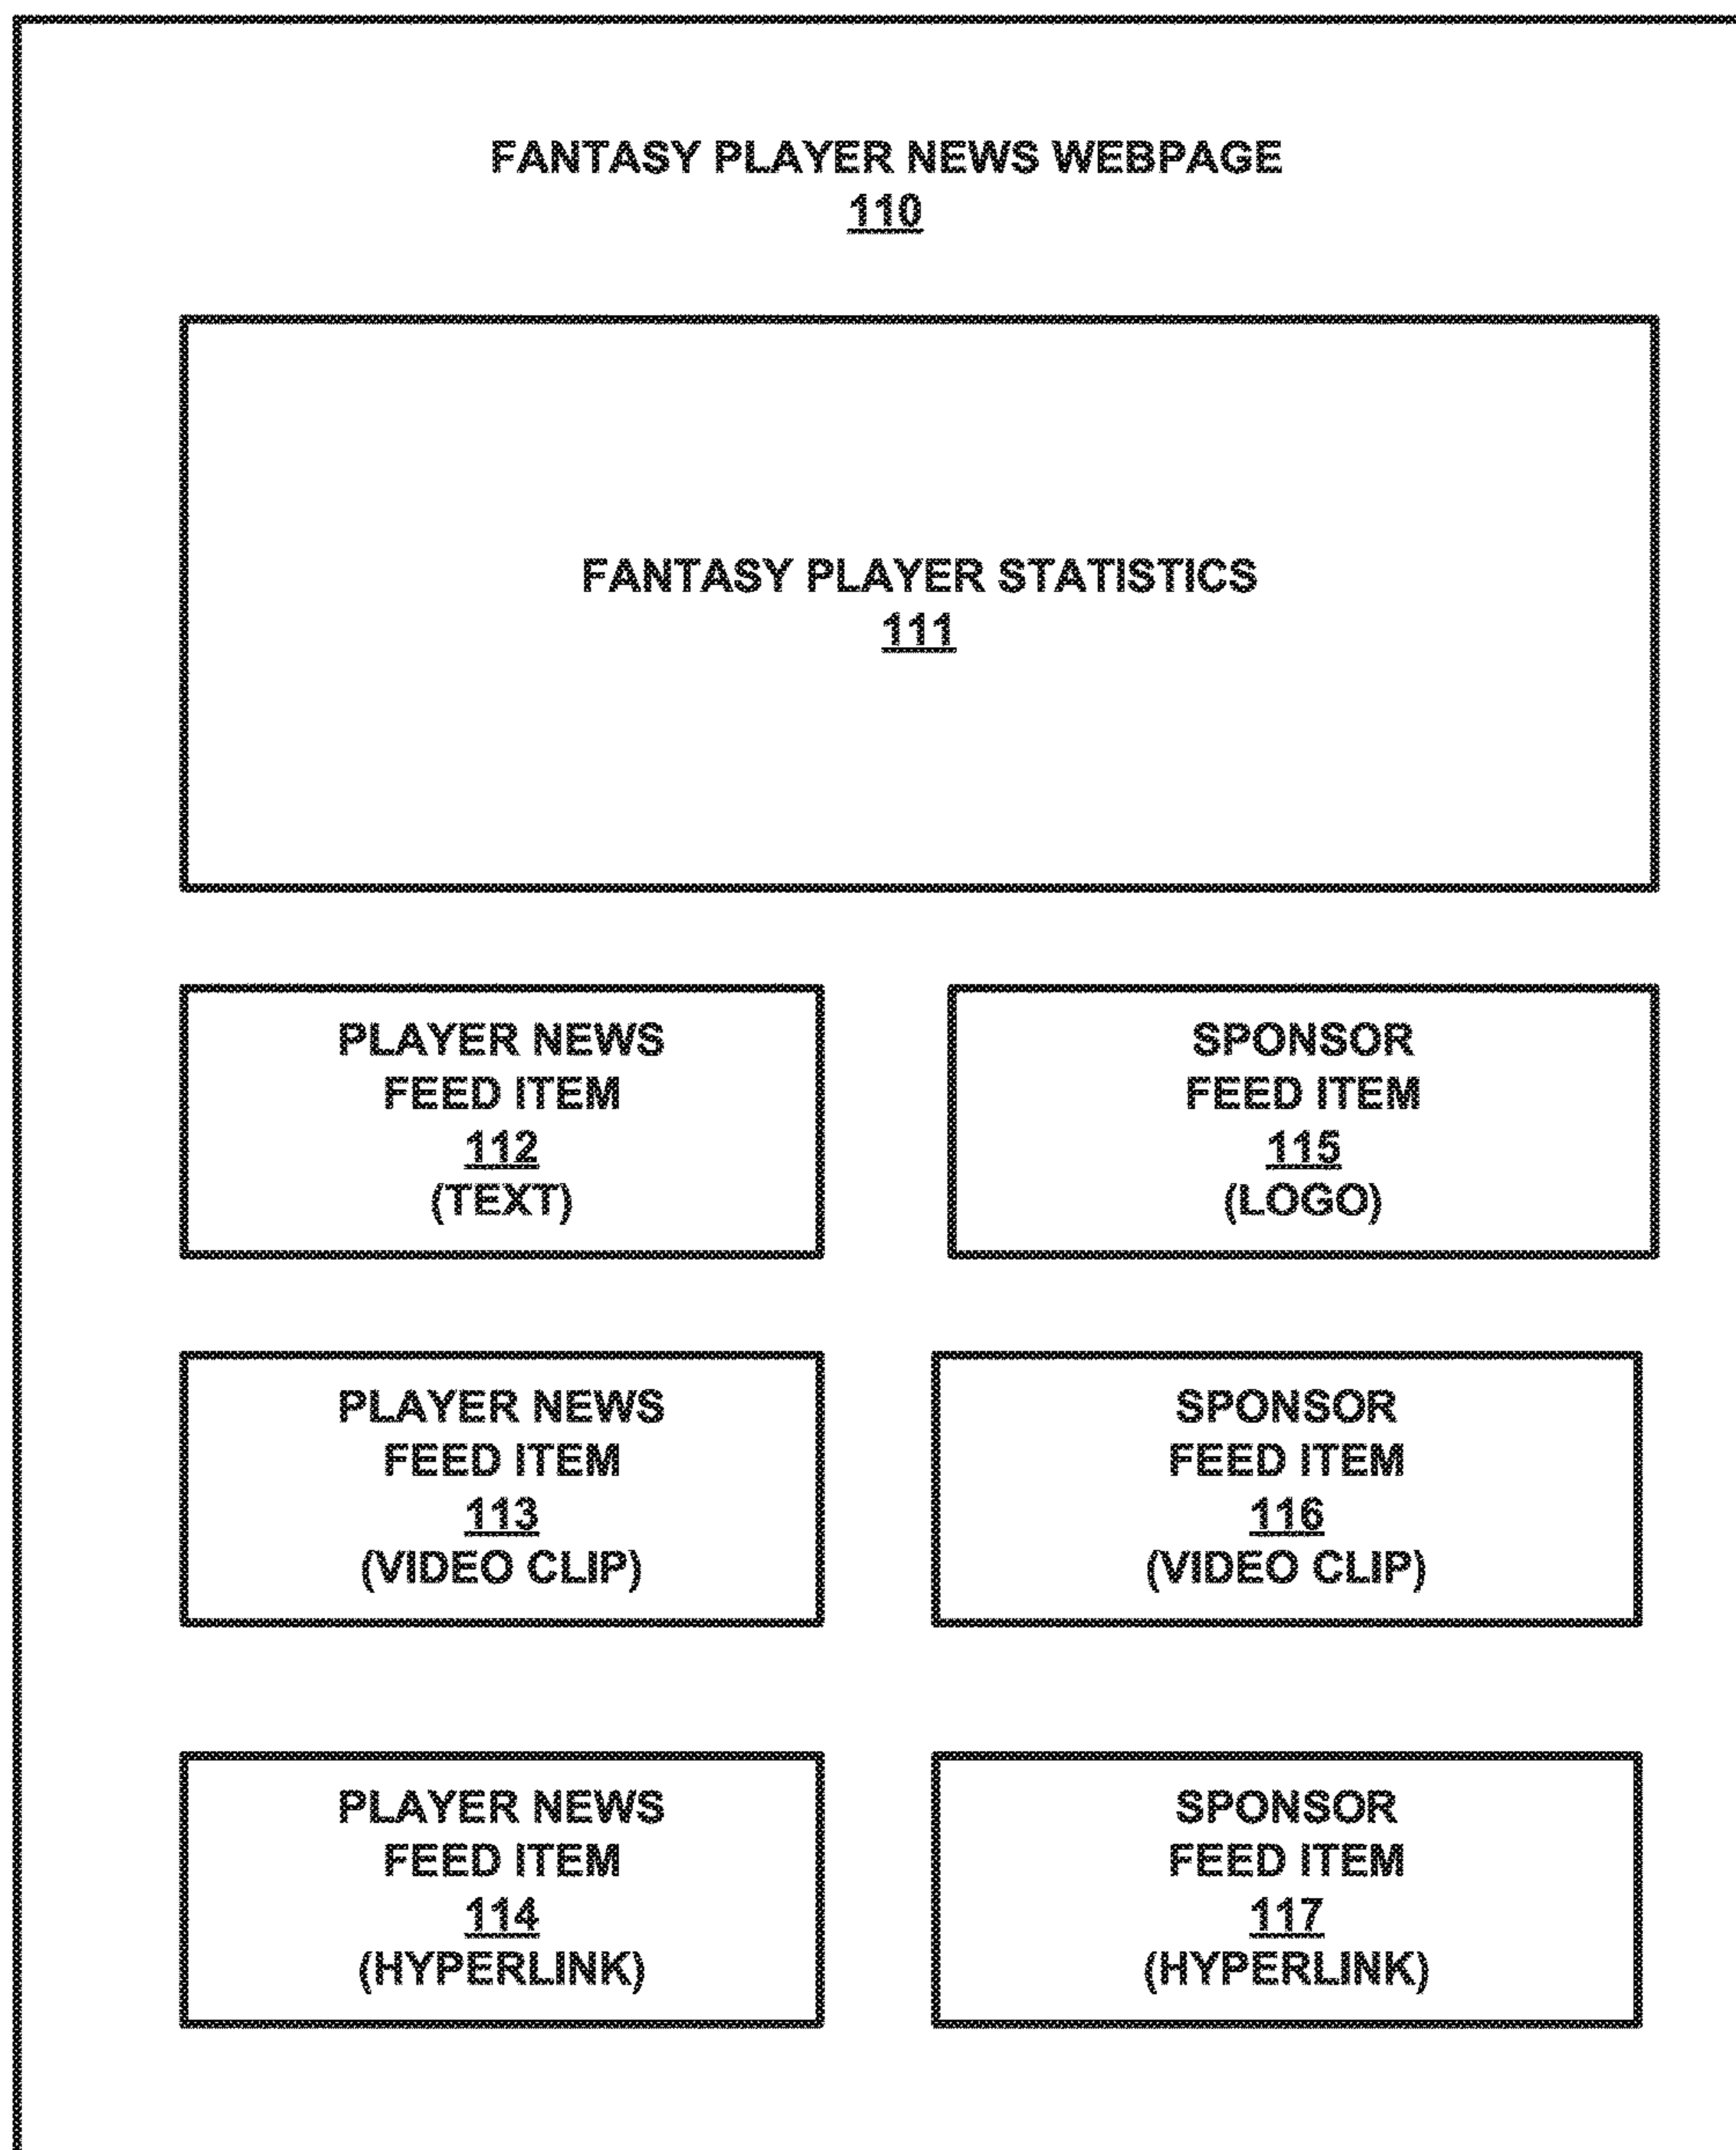 FANTASY PLAYER NEWS WEBPAGE
110
FANTASY PLAYER STATISTICS
111
PLAYER NEWS
FEED ITEM
112
(TEXT)
SPONSOR
FEED ITEM
115
(LOGO)
PLAYER NEWS
FEED ITEM
113
(VIDEO CLIP)
SPONSOR
FEED ITEM
116
(VIDEO CLIP)
PLAYER NEWS
FEED ITEM
114
(HYPERLINK)
SPONSOR
FEED ITEM
117
(HYPERLINK)